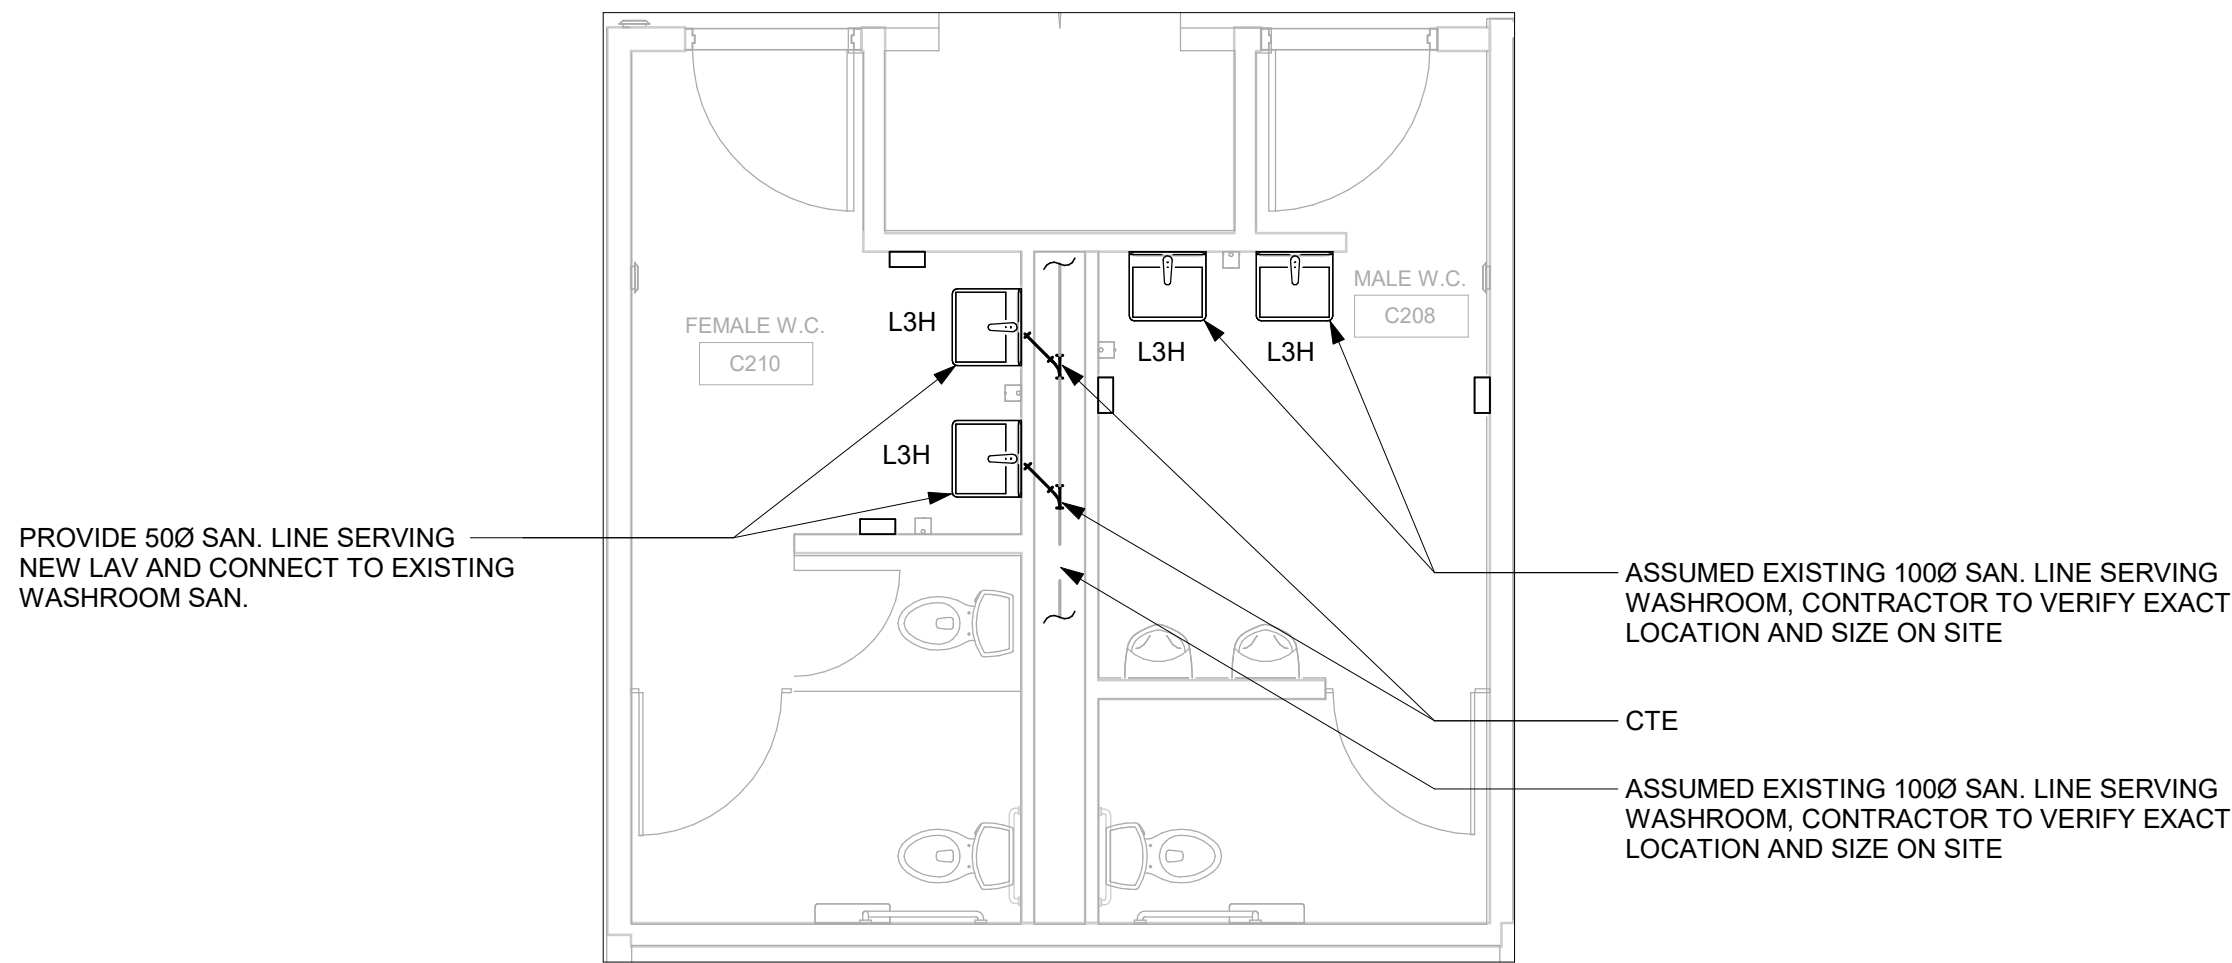 FEMALE W.C.
C210
L3H
L3H
L3H
L3H
MALE W.C.
C208
PROVIDE 50Ø SAN. LINE SERVING
NEW LAV AND CONNECT TO EXISTING
WASHROOM SAN.
ASSUMED EXISTING 100Ø SAN. LINE SERVING
WASHROOM, CONTRACTOR TO VERIFY EXACT
LOCATION AND SIZE ON SITE
CTE
ASSUMED EXISTING 100Ø SAN. LINE SERVING
WASHROOM, CONTRACTOR TO VERIFY EXACT
LOCATION AND SIZE ON SITE